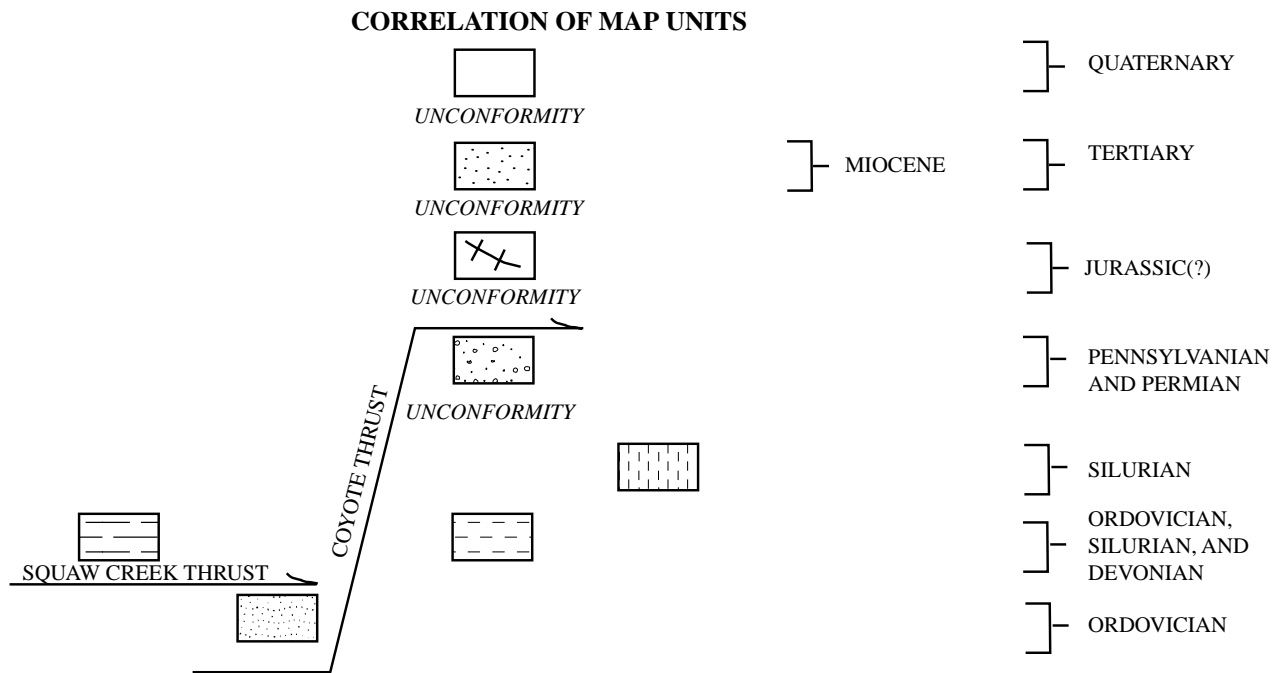 CORRELATION OF MAP UNITS
QUATERNARY
UNCONFORMITY
MIOCENE
TERTIARY
UNCONFORMITY
JURASSIC(?)
UNCONFORMITY
PENNSYLVANIAN
AND PERMIAN
UNCONFORMITY
COYOTE THRUST
SILURIAN
ORDOVICIAN,
SILURIAN, AND
DEVONIAN
SQUAW CREEK THRUST
ORDOVICIAN